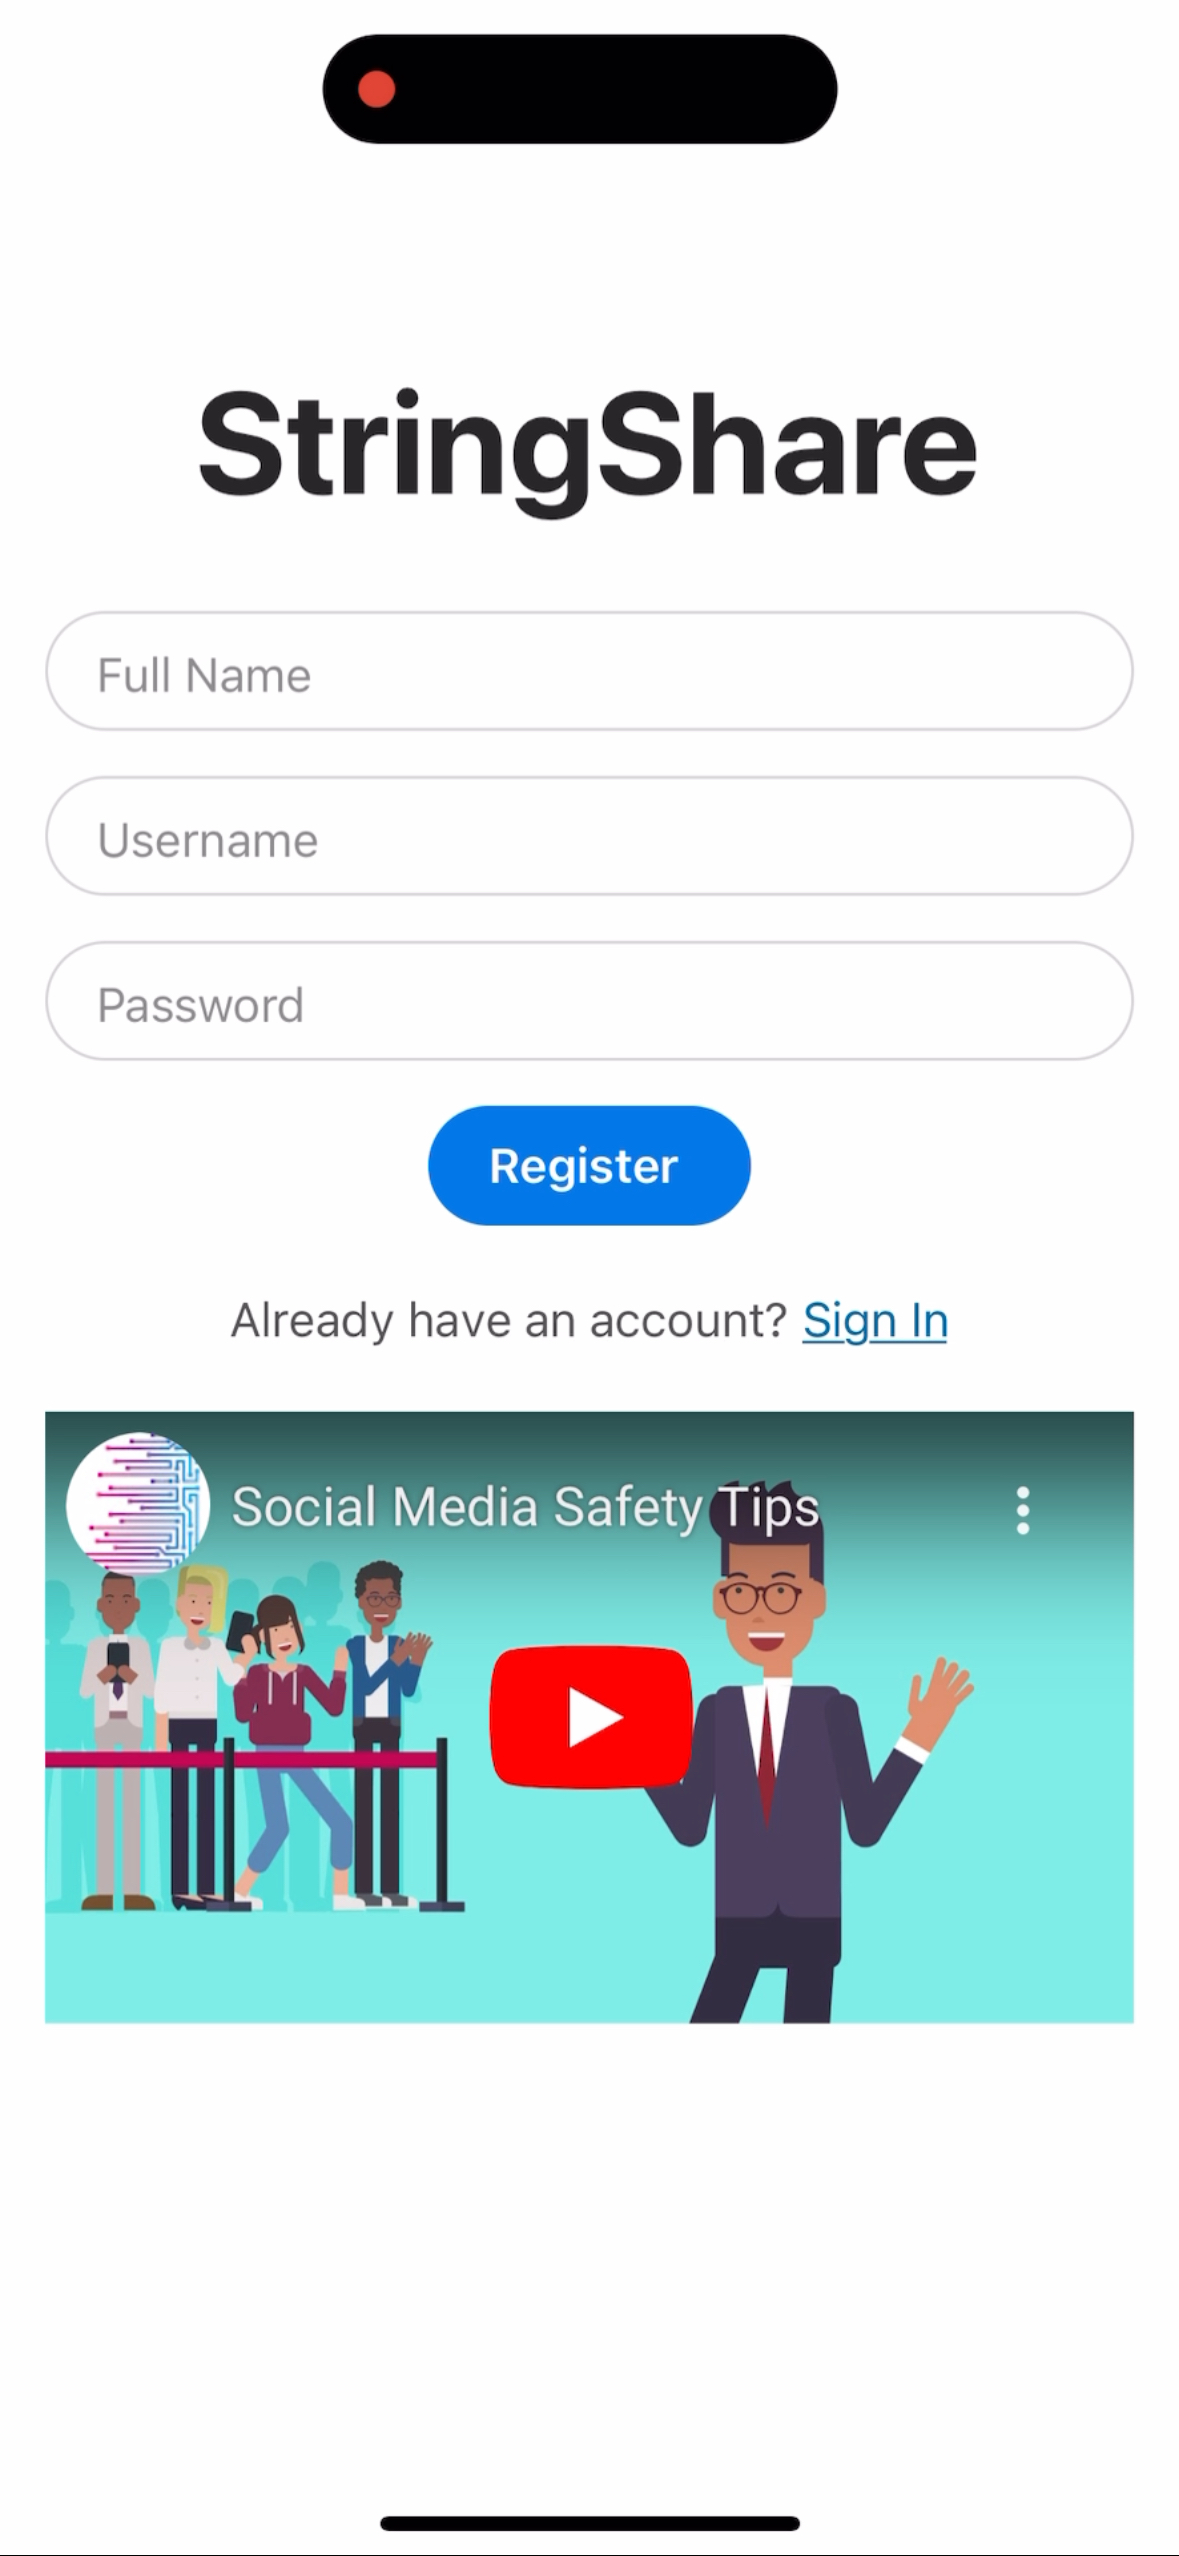 StringShare
Full Name
Username
Password
Register
Already have an account? Sign In
Social Media Safety Tips